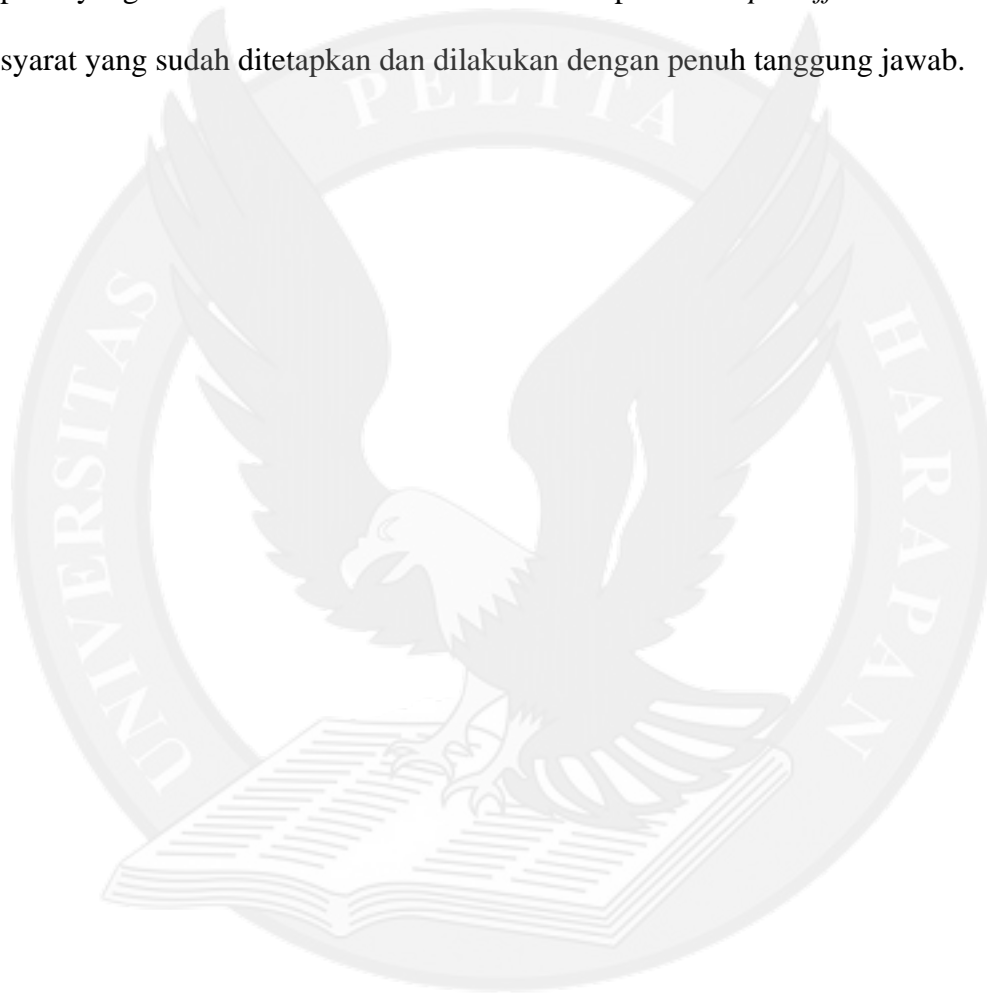 syarat yang sudah ditetapkan dan dilakukan dengan penuh tanggung jawab.
PELITA
UNIVERSITAS
HARAPAN